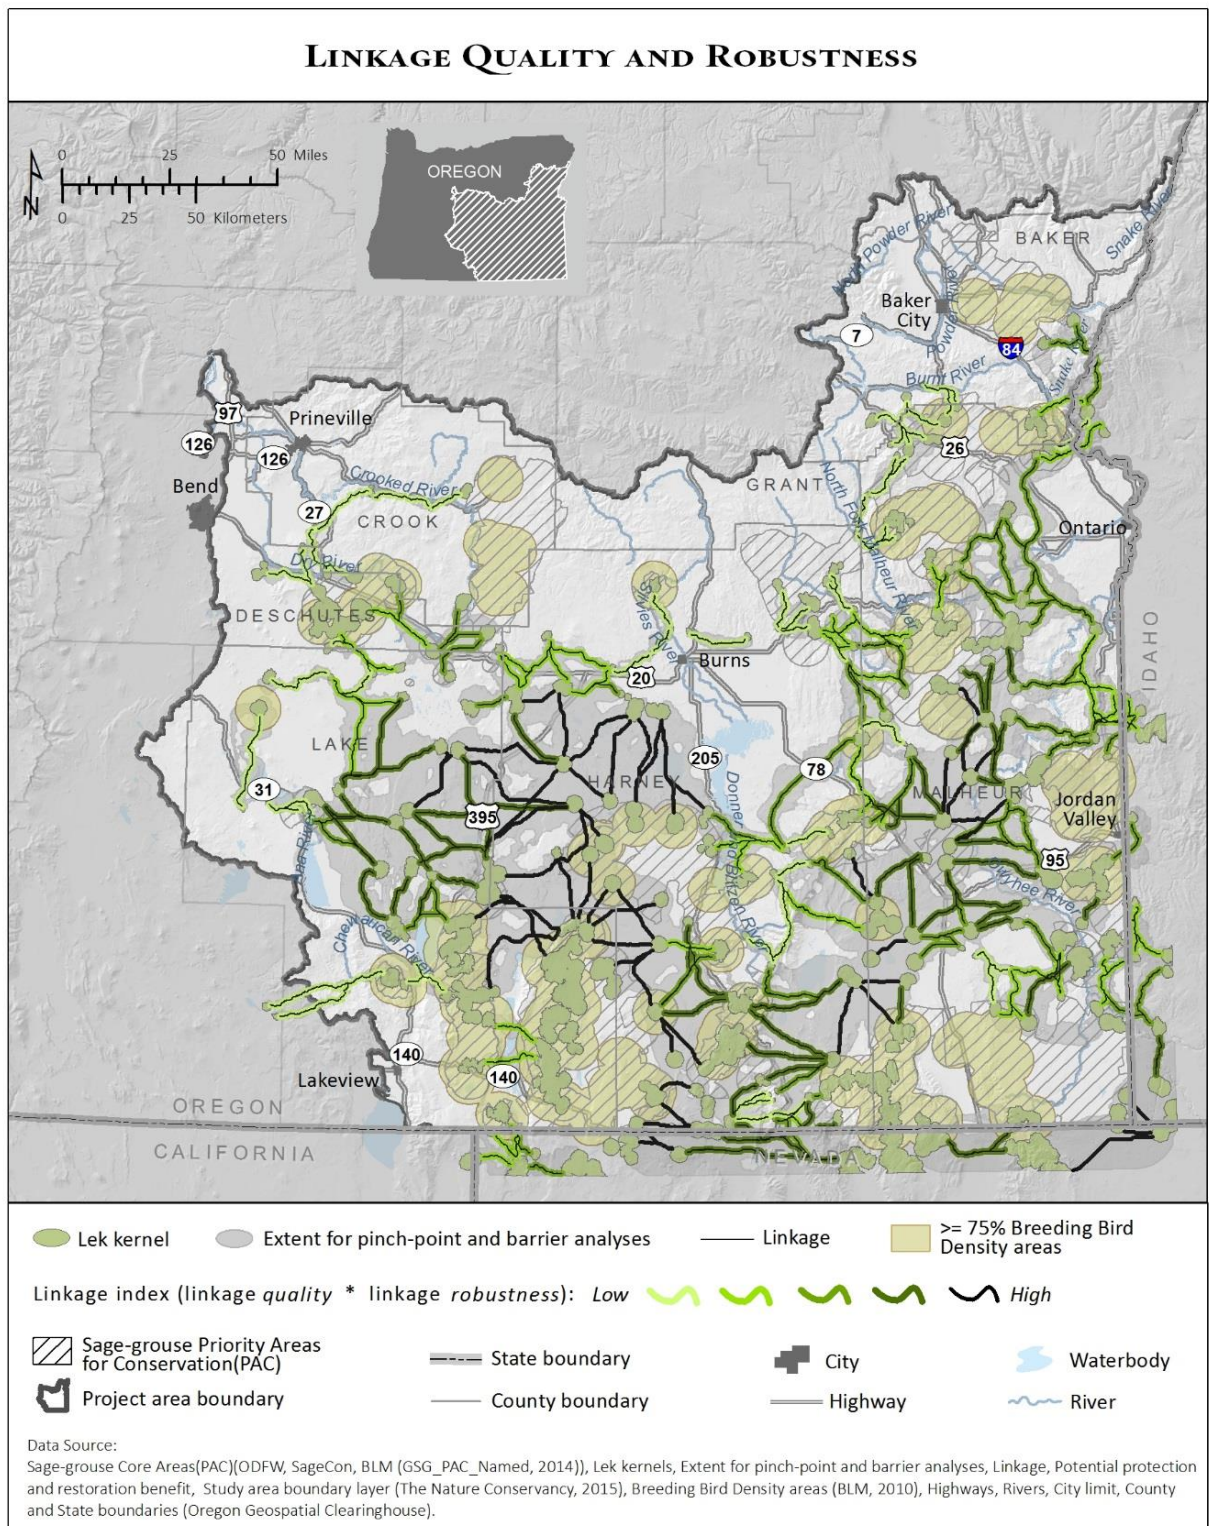 LINKAGE QUALITY AND ROBUSTNESS
0 25 50 Miles
0 25 50 Kilometers
N
OREGON
BAKER
North Powder River
Snake River
Baker
City
Powder River
7
84
Burnt River
Snake River
97
Prineville
126
126
26
Bend
Crooked River
GRANT
27
CROOK
North Fork Malheur River
Ontario
Dry River
DESCHUTES
Silvies River
IDAHO
Burns
20
LAKE
205
78
HARNEY
31
MALHEUR
Jordan
Valley
395
Donner Und Blitzen River
95
Ana River
Owyhee River
Chewaucan River
140
Lakeview
140
OREGON
CALIFORNIA
NEVADA
Lek kernel
Extent for pinch-point and barrier analyses
Linkage
>= 75% Breeding Bird
Density areas
Linkage index (linkage quality * linkage robustness): Low High
Sage-grouse Priority Areas
for Conservation(PAC)
State boundary
City
Waterbody
Project area boundary
County boundary
Highway
River
Data Source:
Sage-grouse Core Areas(PAC)(ODFW, SageCon, BLM (GSG_PAC_Named, 2014)), Lek kernels, Extent for pinch-point and barrier analyses, Linkage, Potential protection
and restoration benefit, Study area boundary layer (The Nature Conservancy, 2015), Breeding Bird Density areas (BLM, 2010), Highways, Rivers, City limit, County
and State boundaries (Oregon Geospatial Clearinghouse).